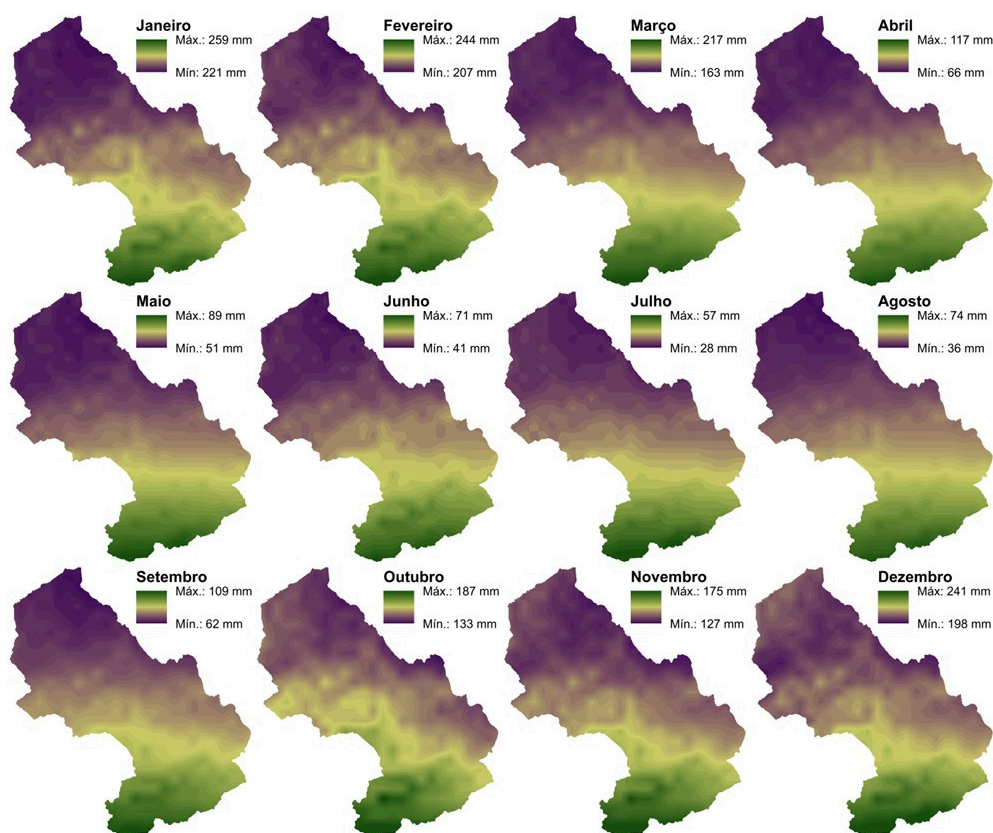 Janeiro
Máx.: 259 mm
Mín: 221 mm
Fevereiro
Máx.: 244 mm
Mín.: 207 mm
Março
Máx.: 217 mm
Mín.: 163 mm
Abril
Máx.: 117 mm
Mín.: 66 mm
Maio
Máx.: 89 mm
Mín.: 51 mm
Junho
Máx.: 71 mm
Mín.: 41 mm
Julho
Máx.: 57 mm
Mín.: 28 mm
Agosto
Máx.: 74 mm
Mín.: 36 mm
Setembro
Máx.: 109 mm
Mín.: 62 mm
Outubro
Máx.: 187 mm
Mín.: 133 mm
Novembro
Máx.: 175 mm
Mín.: 127 mm
Dezembro
Máx: 241 mm
Mín.: 198 mm